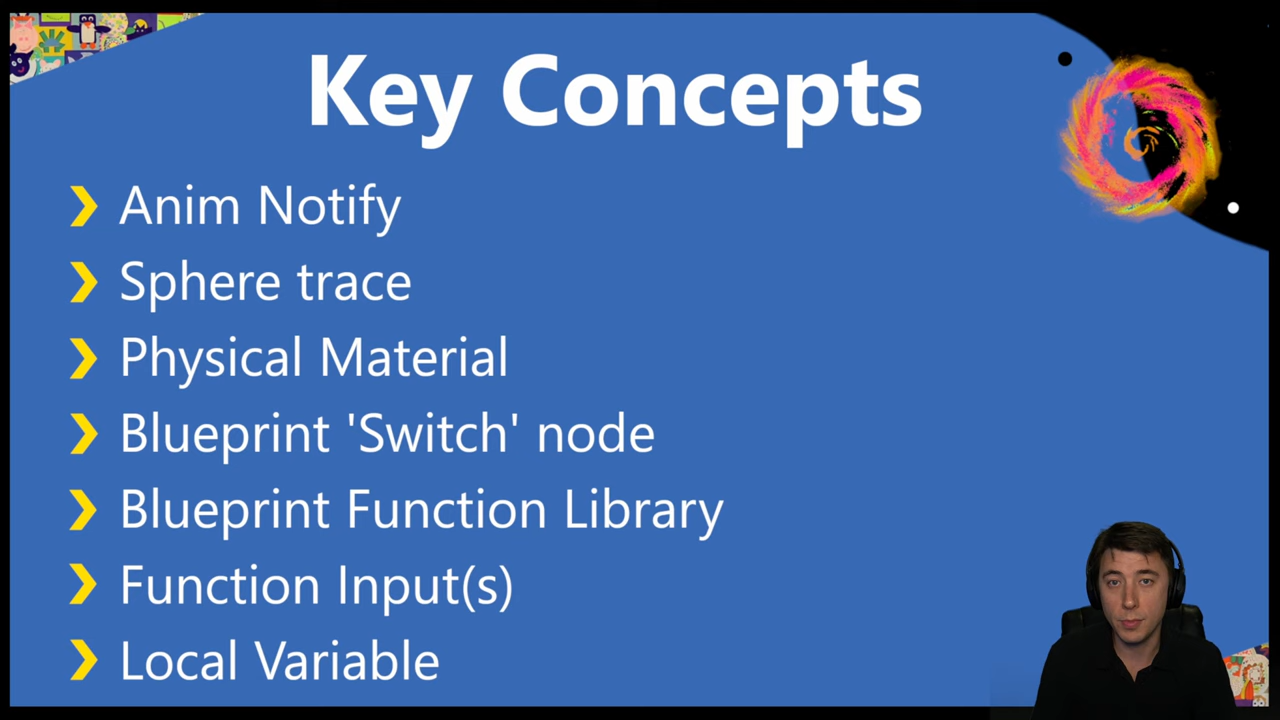 Key Concepts
Anim Notify
Sphere trace
Physical Material
Blueprint 'Switch' node
Blueprint Function Library
Function Input(s)
Local Variable